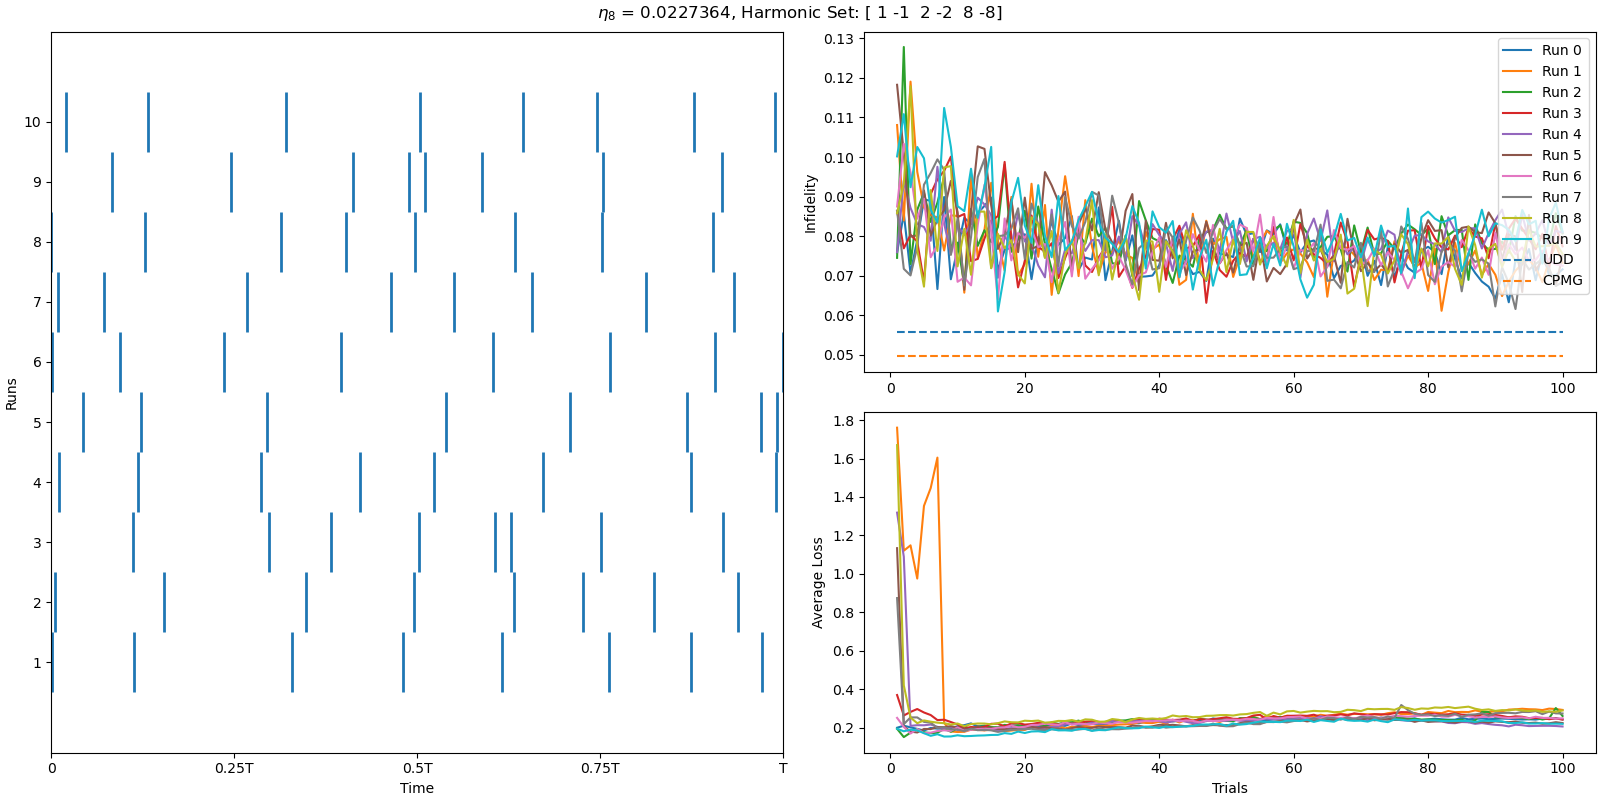 η8 = 0.0227364, Harmonic Set: [ 1 -1  2 -2  8 -8]
10
9
8
7
6
5
4
3
2
1
Runs
0
0.25T
0.5T
0.75T
T
Time
0.13
0.12
0.11
0.10
0.09
0.08
0.07
0.06
0.05
Infidelity
Run 0
Run 1
Run 2
Run 3
Run 4
Run 5
Run 6
Run 7
Run 8
Run 9
UDD
CPMG
0
20
40
60
80
100
1.8
1.6
1.4
1.2
1.0
0.8
0.6
0.4
0.2
Average Loss
0
20
40
60
80
100
Trials